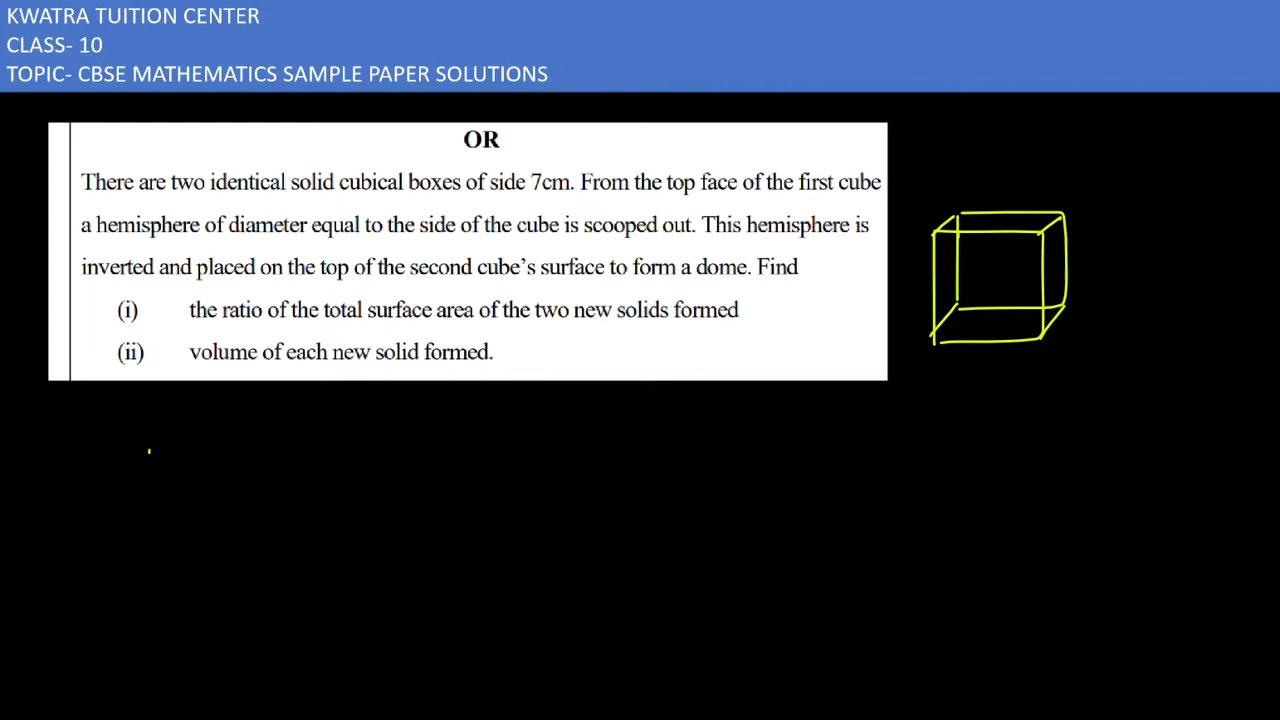 KWATRA TUITION CENTER
CLASS- 10
TOPIC- CBSE MATHEMATICS SAMPLE PAPER SOLUTIONS
OR
There are two identical solid cubical boxes of side 7cm. From the top face of the first cube
a hemisphere of diameter equal to the side of the cube is scooped out. This hemisphere is
inverted and placed on the top of the second cube’s surface to form a dome. Find
(i) the ratio of the total surface area of the two new solids formed
(ii) volume of each new solid formed.